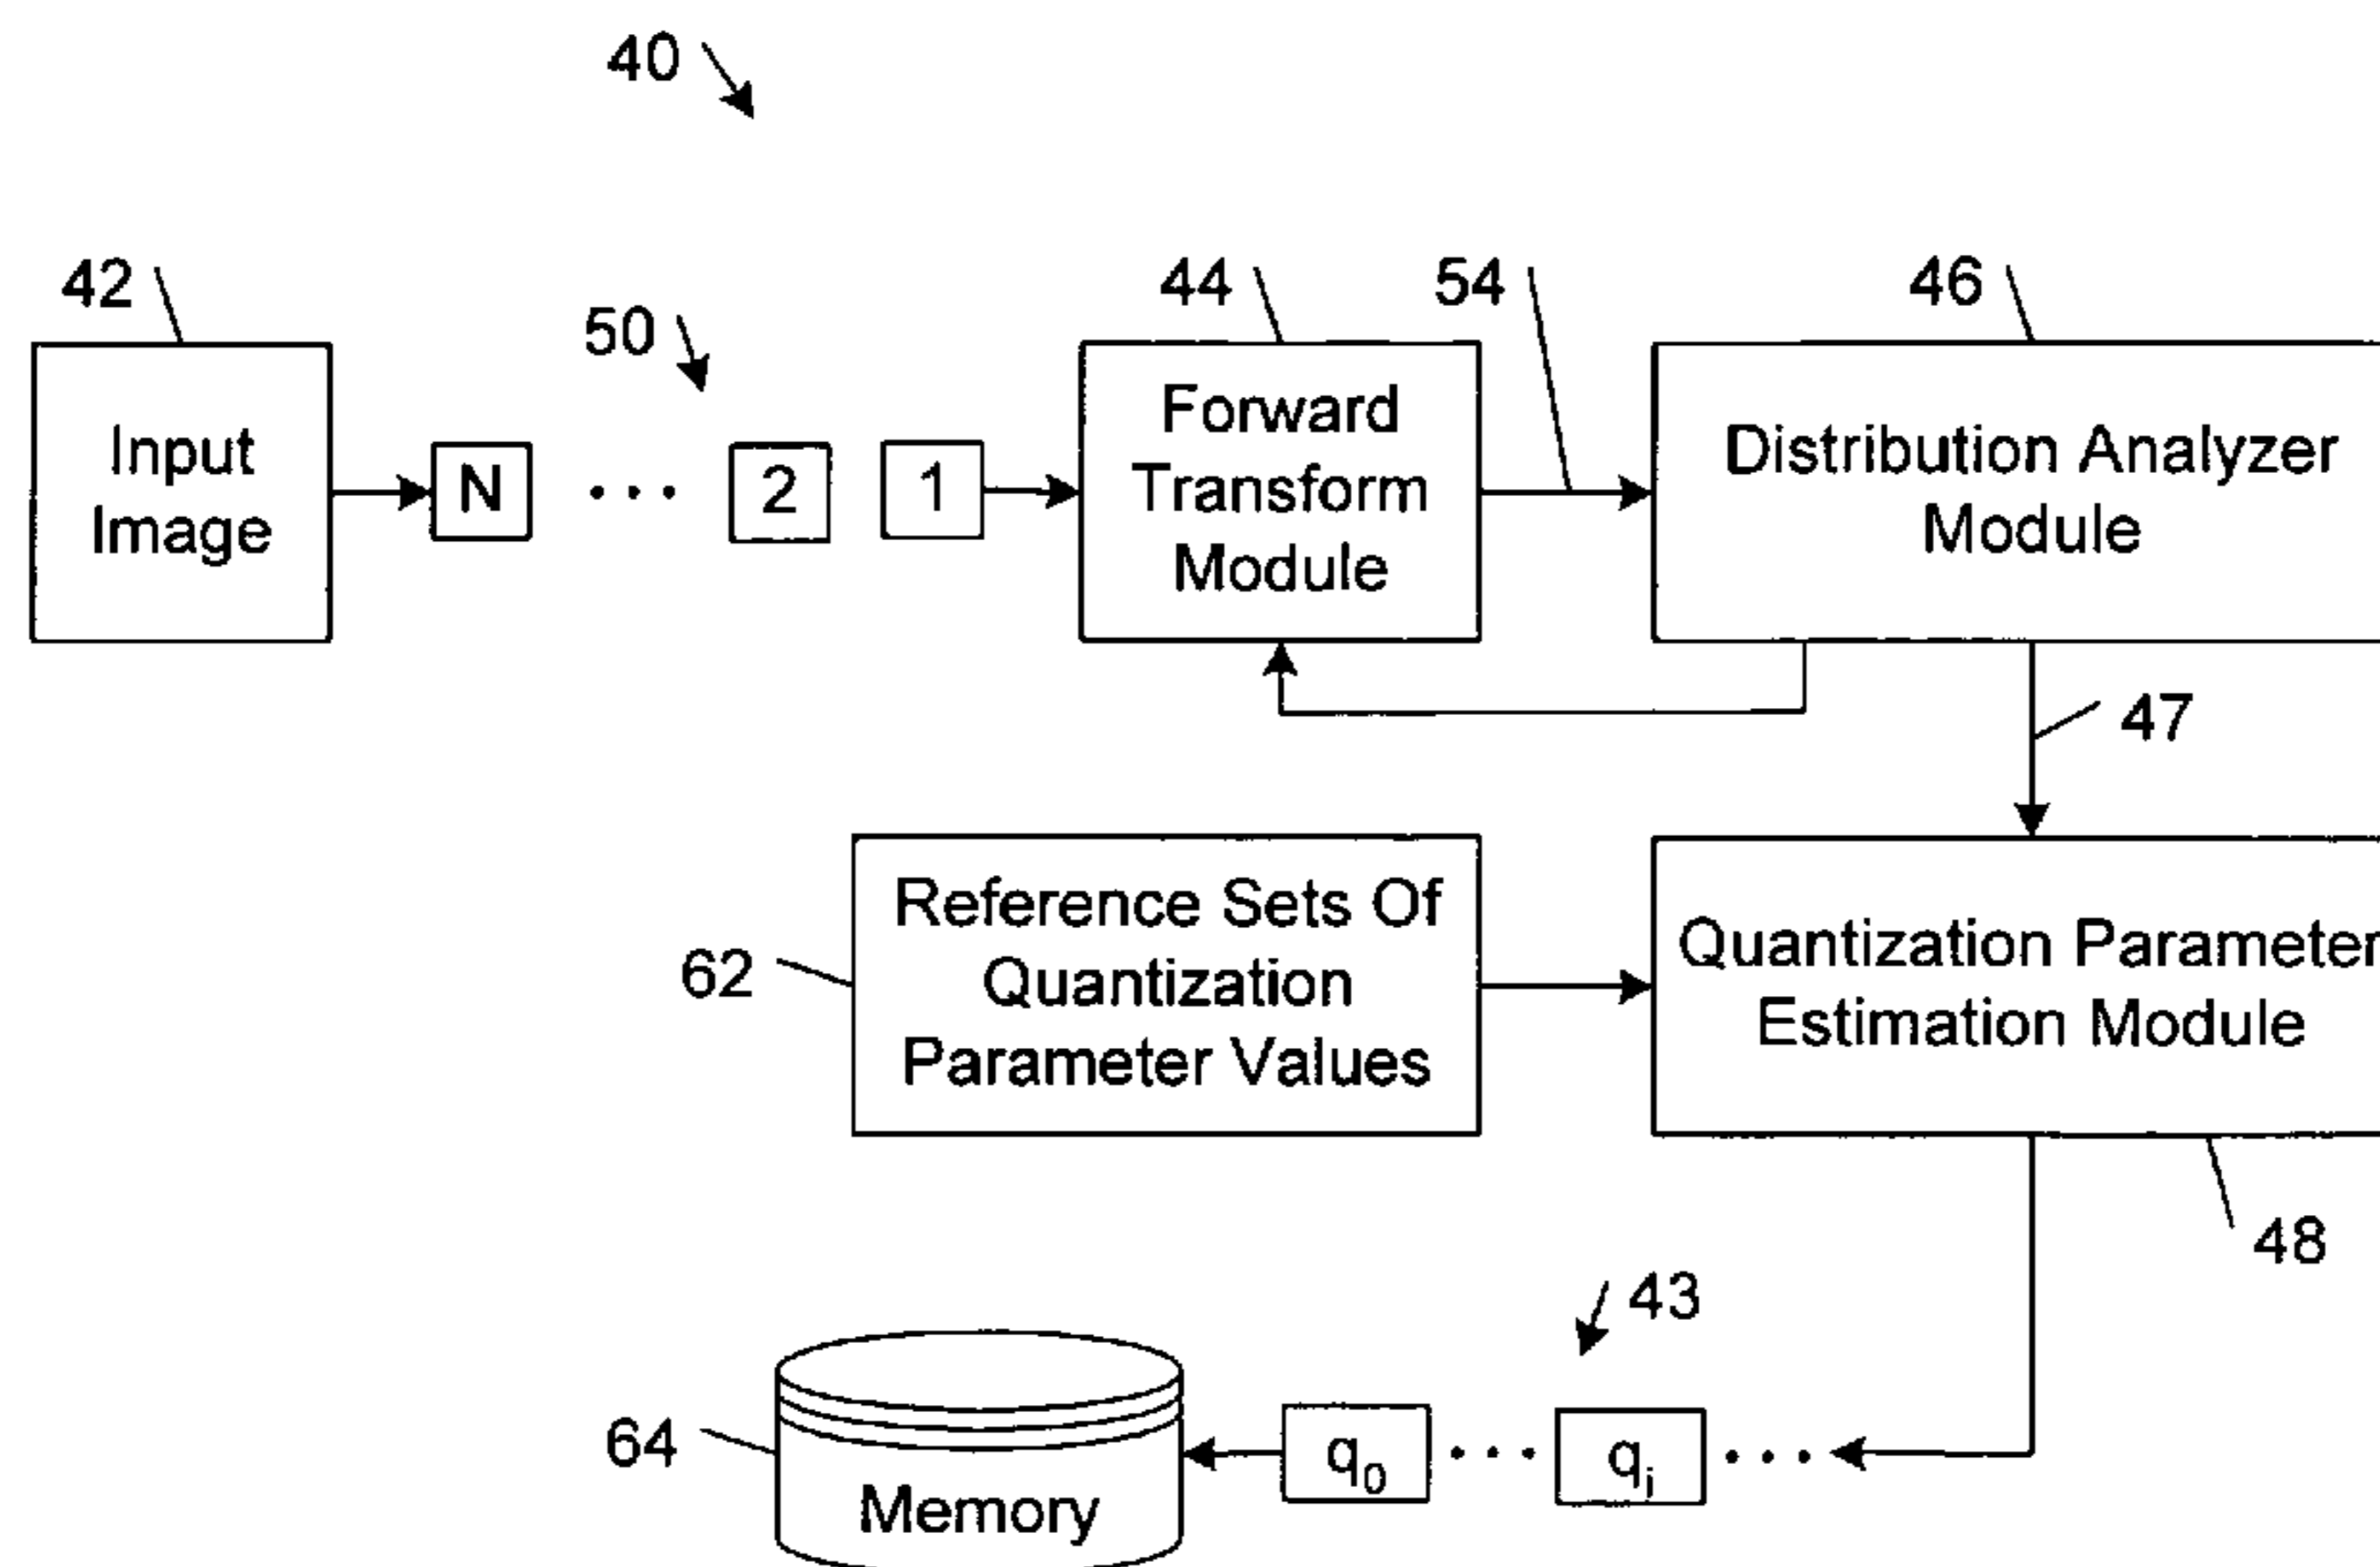 40
42
50
44
54
46
Input
Image
N ... 2 1
Forward
Transform
Module
Distribution Analyzer
Module
47
62
Reference Sets Of
Quantization
Parameter Values
Quantization Parameter
Estimation Module
48
43
64
Memory
q0 ... qi ...